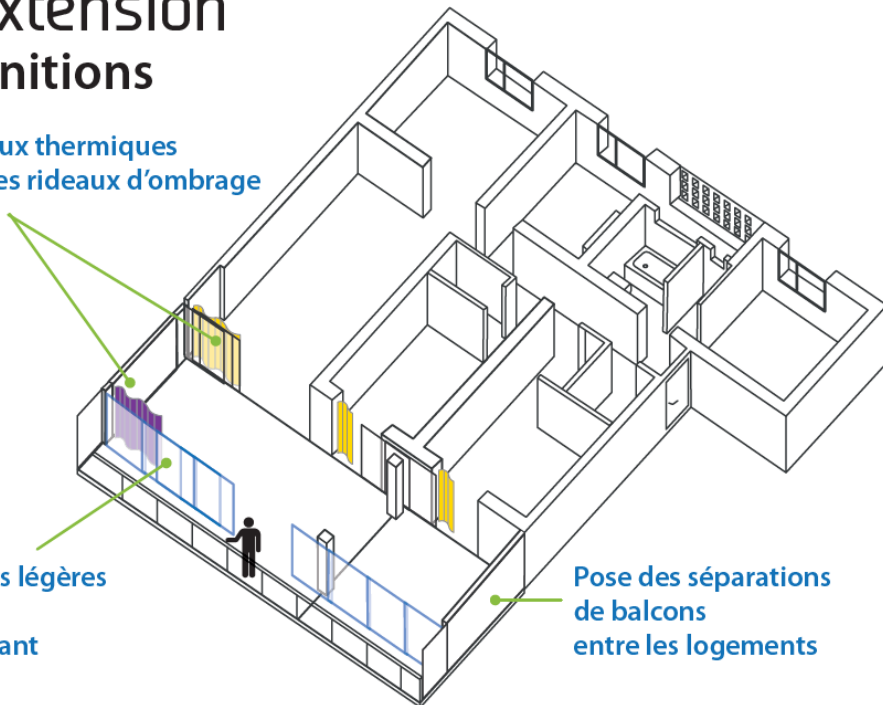 xtension
nitions
ux thermiques
es rideaux d’ombrage
s légères
ant
Pose des séparations
de balcons
entre les logements